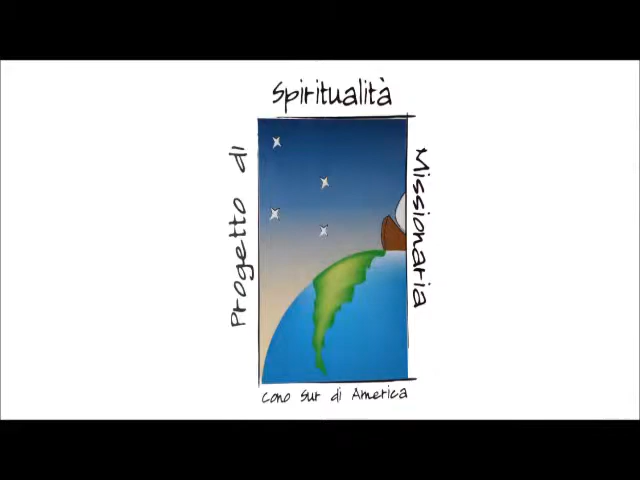 Progetto di
Spiritualità
Missionaria
Cono Sur di America